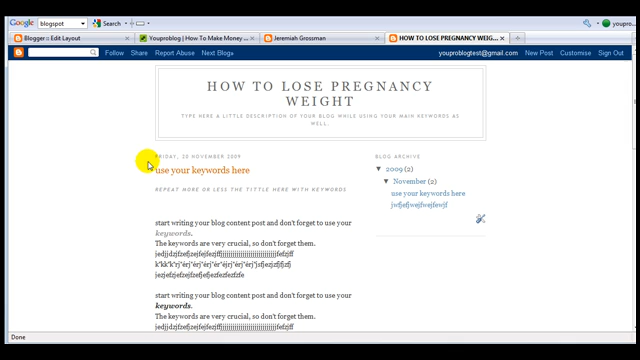 Google blogspot Search youpro
Blogger :: Edit Layout Youproblog | How To Make Money ... Jeremiah Grossman HOW TO LOSE PREGNANCY WEIG...
Follow Share Report Abuse Next Blog» youproblogtest@gmail.com New Post Customise Sign Out
HOW TO LOSE PREGNANCY
WEIGHT
TYPE HERE A LITTLE DESCRIPTION OF YOUR BLOG WHILE USING YOUR MAIN KEYWORDS AS
WELL.
FRIDAY, 20 NOVEMBER 2009
use your keywords here
REPEAT MORE OR LESS THE TITTLE HERE WITH KEYWORDS
start writing your blog content post and don't forget to use your
keywords.
The keywords are very crucial, so don't forget them.
start writing your blog content post and don't forget to use your
keywords.
The keywords are very crucial, so don't forget them.
BLOG ARCHIVE
▼ 2009 (2)
▼ November (2)
use your keywords here
jwfjefjwejfwejfewjf
Done